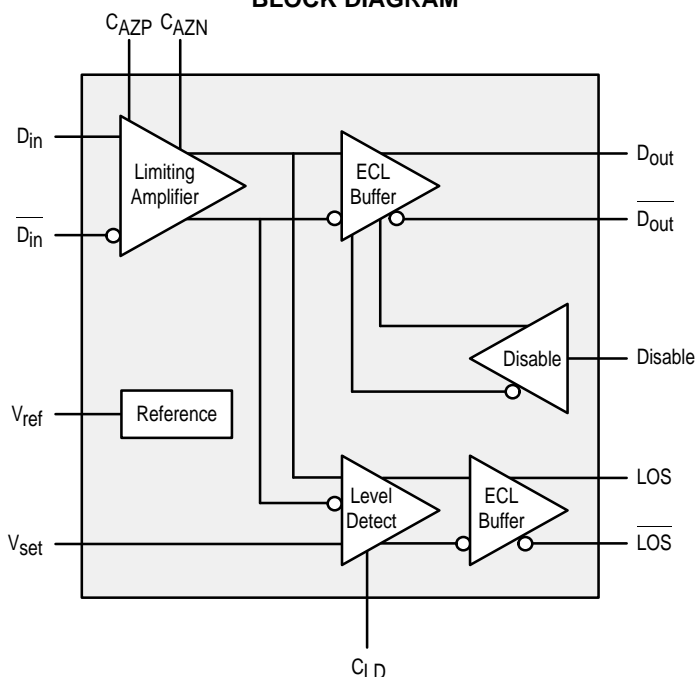 BLOCK DIAGRAM
CAZP CAZN
Din
Limiting
Amplifier
ECL
Buffer
Dout
Din
Dout
Disable
Disable
Vref
Reference
Level
Detect
ECL
Buffer
LOS
Vset
LOS
CLD